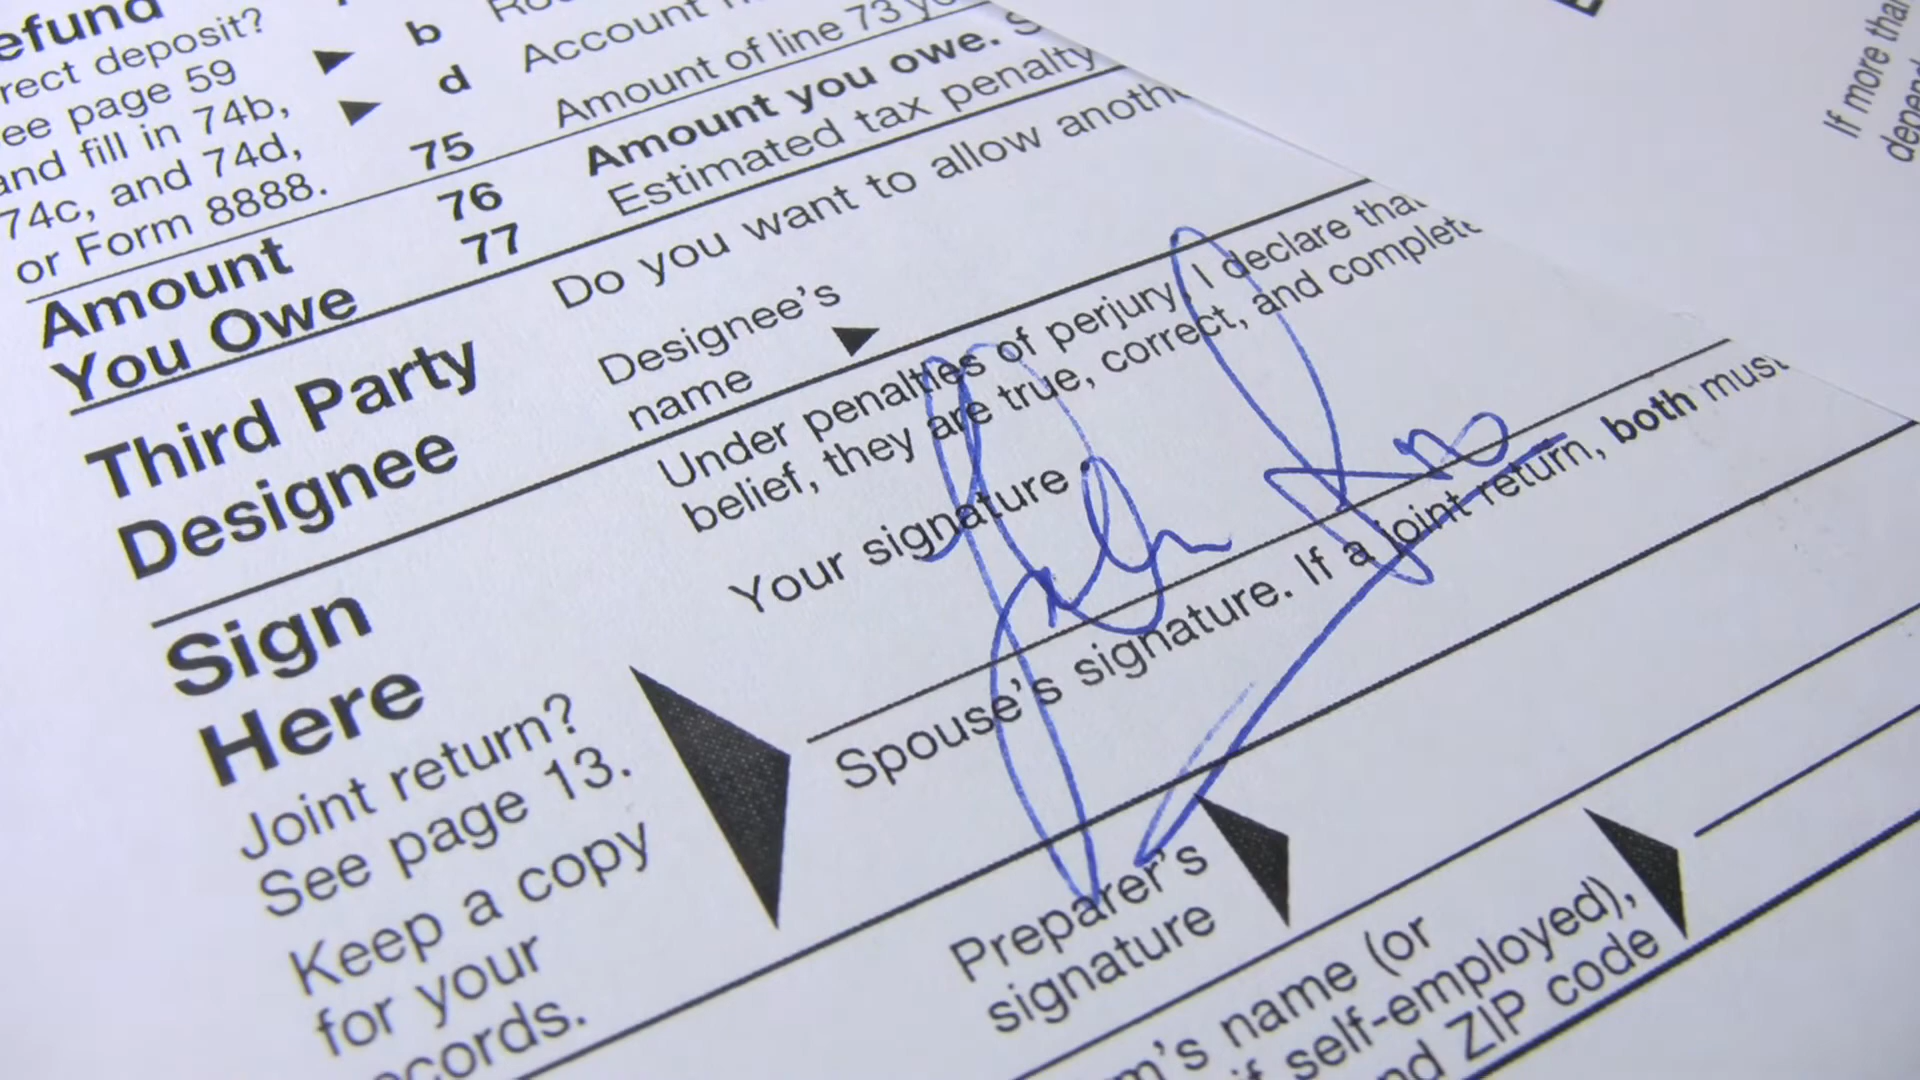 efund
rect deposit?
ee page 59
and fill in 74b,
74c, and 74d,
or Form 8888.
b
d Account
75 Amount of line 73
Amount
You Owe
76 Amount you owe.
77 Estimated tax penalty
Third Party
Designee
Do you want to allow anoth
Designee's
name
Sign
Here
Joint return?
See page 13.
Keep a copy
for your
ecords.
Under penalties of perjury, I declare that
belief, they are true, correct, and complete
Your signature
Spouse's signature. If a joint return, both must
Preparer's
signature
m's name (or
if self-employed),
nd ZIP code
If more than
depend